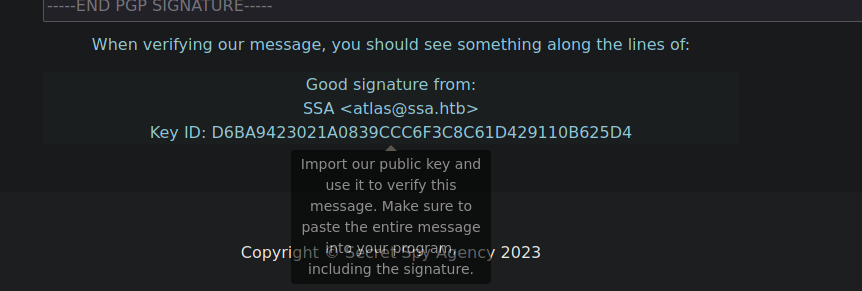 -----END PGP SIGNATURE-----
When verifying our message, you should see something along the lines of:
Good signature from:
SSA <atlas@ssa.htb>
Key ID: D6BA9423021A0839CCC6F3C8C61D429110B625D4
Import our public key and
use it to verify this
message. Make sure to
paste the entire message
into your program,
including the signature.
Copyright © Secret Spy Agency 2023